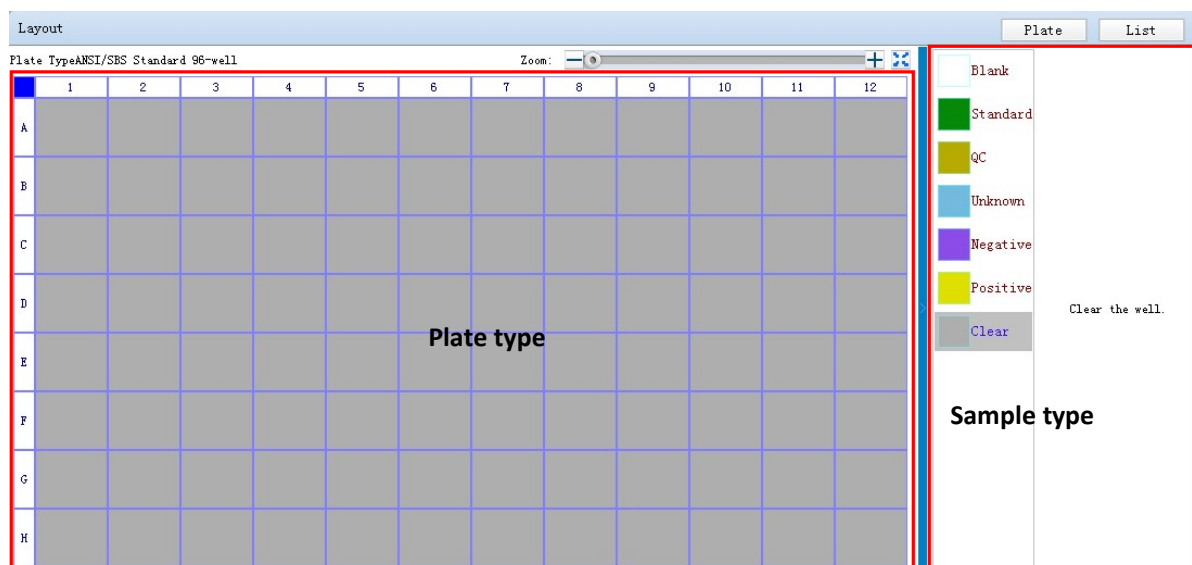 Layout
Plate
List
Plate TypeANSI/SBS Standard 96-well
Zoom:
1 2 3 4 5 6 7 8 9 10 11 12
A
B
C
D
E
F
G
H
Plate type
Blank
Standard
QC
Unknown
Negative
Positive
Clear
Clear the well.
Sample type